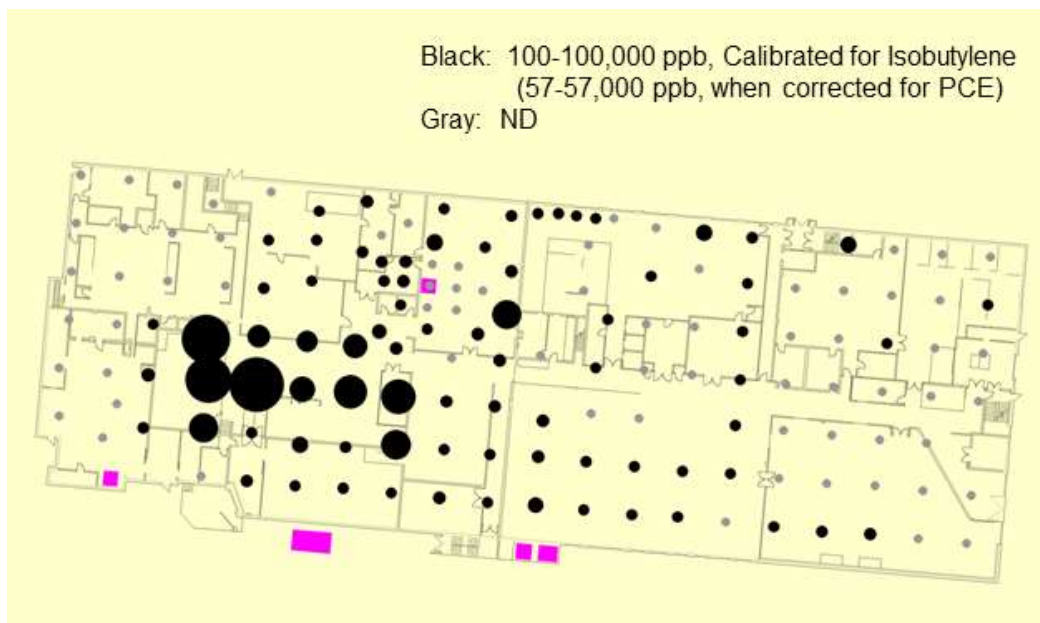 Black: 100-100,000 ppb, Calibrated for Isobutylene
(57-57,000 ppb, when corrected for PCE)
Gray: ND